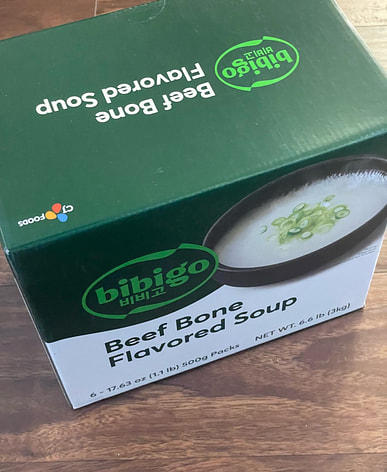 bibigo
비비고
Beef Bone
Flavored Soup
CJ
FOODS
bibigo
비비고
Beef Bone
Flavored Soup
6 - 17.63 oz (1.1 lb) 500g Packs
NET WT. 6.6 lb (3kg)